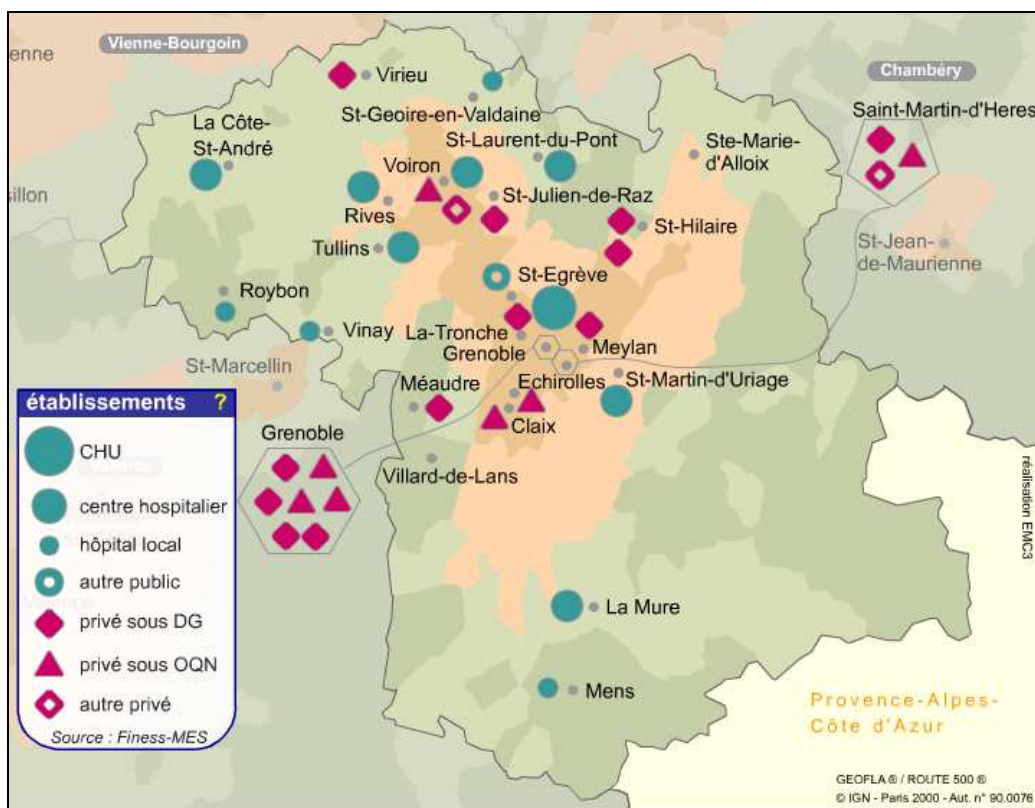 Vienne-Bourgoin
enne
Virieu
Chambéry
St-Geoire-en-Valdaine
Saint-Martin-d'Heres
La Côte-
St-André
St-Laurent-du-Pont
Ste-Marie-
d'Alloix
Voiron
sillon
St-Julien-de-Raz
Rives
St-Hilaire
Tullins
St-Jean-
de-Maurienne
St-Egrève
Roybon
Vinay
La-Tronche
Grenoble
Meylan
St-Marcellin
Méaudre
Echirolles
St-Martin-d'Uriage
Claix
Grenoble
Villard-de-Lans
établissements ?
CHU
centre hospitalier
hôpital local
autre public
privé sous DG
privé sous OQN
autre privé
Source : Finess-MES
La Mure
Mens
Provence-Alpes-
Côte d'Azur
réalisation EMC3
GEOFLA ® / ROUTE 500 ®
© IGN - Paris 2000 - Aut. n° 90.0076